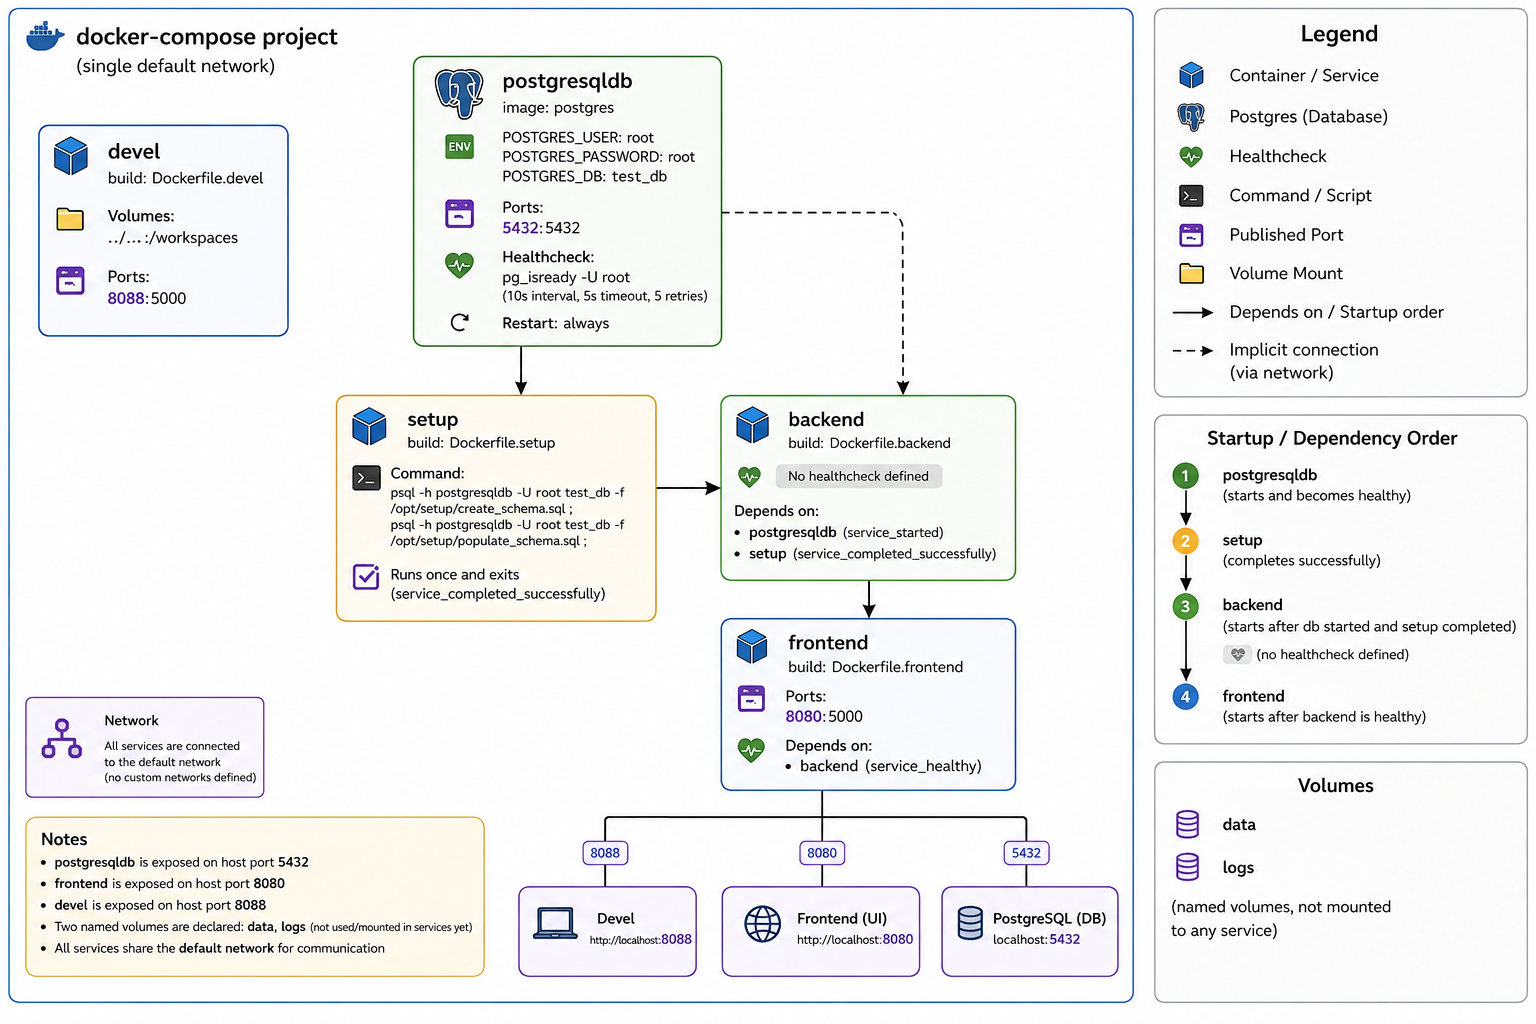 docker-compose project
(single default network)
devel
build: Dockerfile.devel
Volumes:
../... :/workspaces
Ports:
8088:5000
postgresqldb
image: postgres
ENV
POSTGRES_USER: root
POSTGRES_PASSWORD: root
POSTGRES_DB: test_db
Ports:
5432:5432
Healthcheck:
pg_isready -U root
(10s interval, 5s timeout, 5 retries)
Restart: always
setup
build: Dockerfile.setup
Command:
psql -h postgresqldb -U root test_db -f
/opt/setup/create_schema.sql ;
psql -h postgresqldb -U root test_db -f
/opt/setup/populate_schema.sql ;
Runs once and exits
(service_completed_successfully)
backend
build: Dockerfile.backend
No healthcheck defined
Depends on:
• postgresqldb (service_started)
• setup (service_completed_successfully)
frontend
build: Dockerfile.frontend
Ports:
8080:5000
Depends on:
• backend (service_healthy)
Network
All services are connected
to the default network
(no custom networks defined)
Notes
• postgresqldb is exposed on host port 5432
• frontend is exposed on host port 8080
• devel is exposed on host port 8088
• Two named volumes are declared: data, logs (not used/mounted in services yet)
• All services share the default network for communication
8088
8080
5432
Devel
http://localhost:8088
Frontend (UI)
http://localhost:8080
PostgreSQL (DB)
localhost:5432
Legend
Container / Service
Postgres (Database)
Healthcheck
Command / Script
Published Port
Volume Mount
Depends on / Startup order
Implicit connection
(via network)
Startup / Dependency Order
1
postgresqldb
(starts and becomes healthy)
2
setup
(completes successfully)
3
backend
(starts after db started and setup completed)
(no healthcheck defined)
4
frontend
(starts after backend is healthy)
Volumes
data
logs
(named volumes, not mounted
to any service)